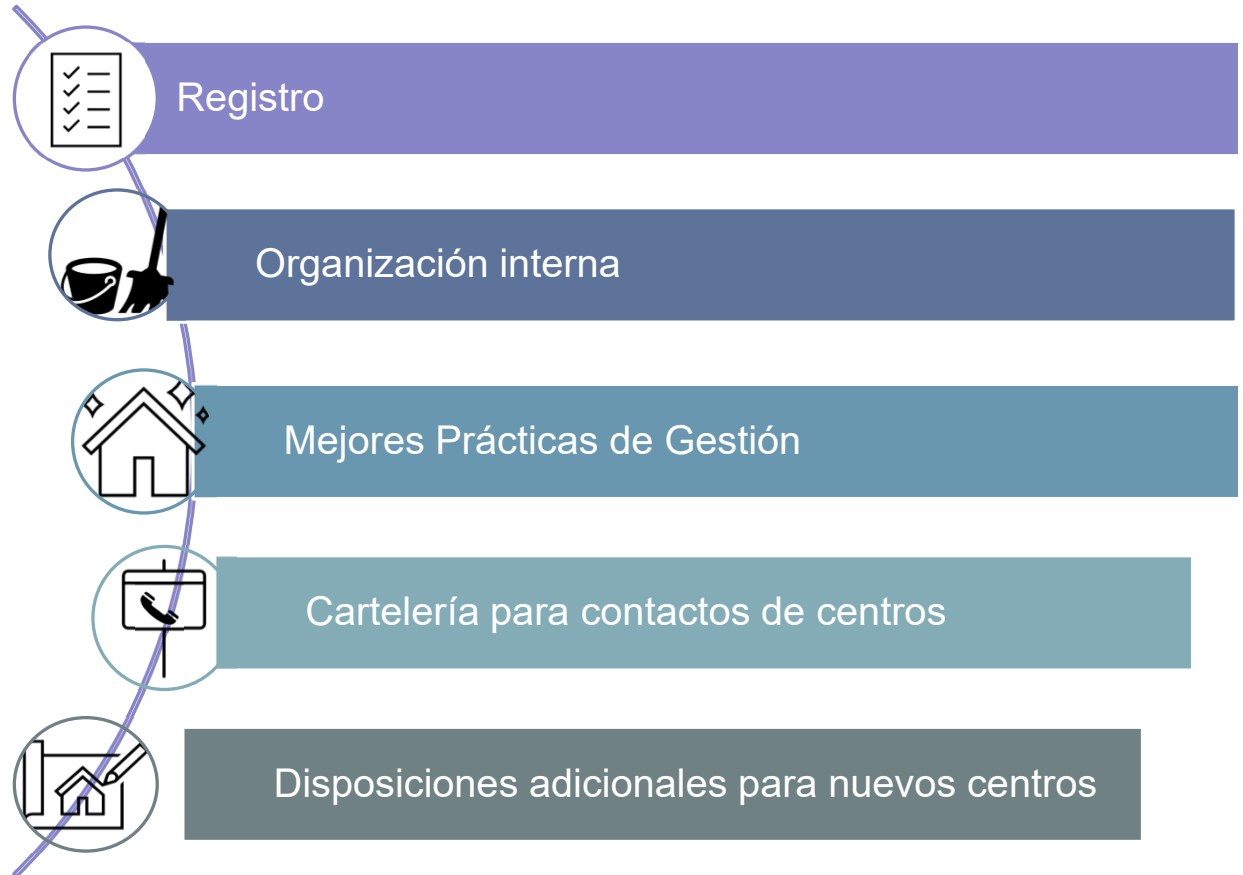 Registro
Organización interna
Mejores Prácticas de Gestión
Cartelería para contactos de centros
Disposiciones adicionales para nuevos centros